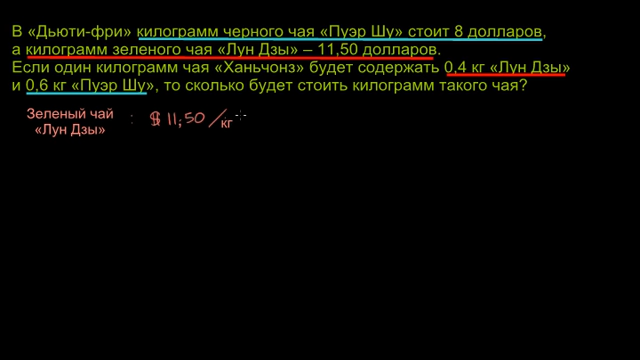 В «Дьюти-фри» килограмм черного чая «Пуэр Шу» стоит 8 долларов,
а килограмм зеленого чая «Лун Дзы» – 11,50 долларов.
Если один килограмм чая «Ханьчонз» будет содержать 0,4 кг «Лун Дзы»
и 0,6 кг «Пуэр Шу», то сколько будет стоить килограмм такого чая?
Зеленый чай : $ 11,50 / кг
«Лун Дзы»